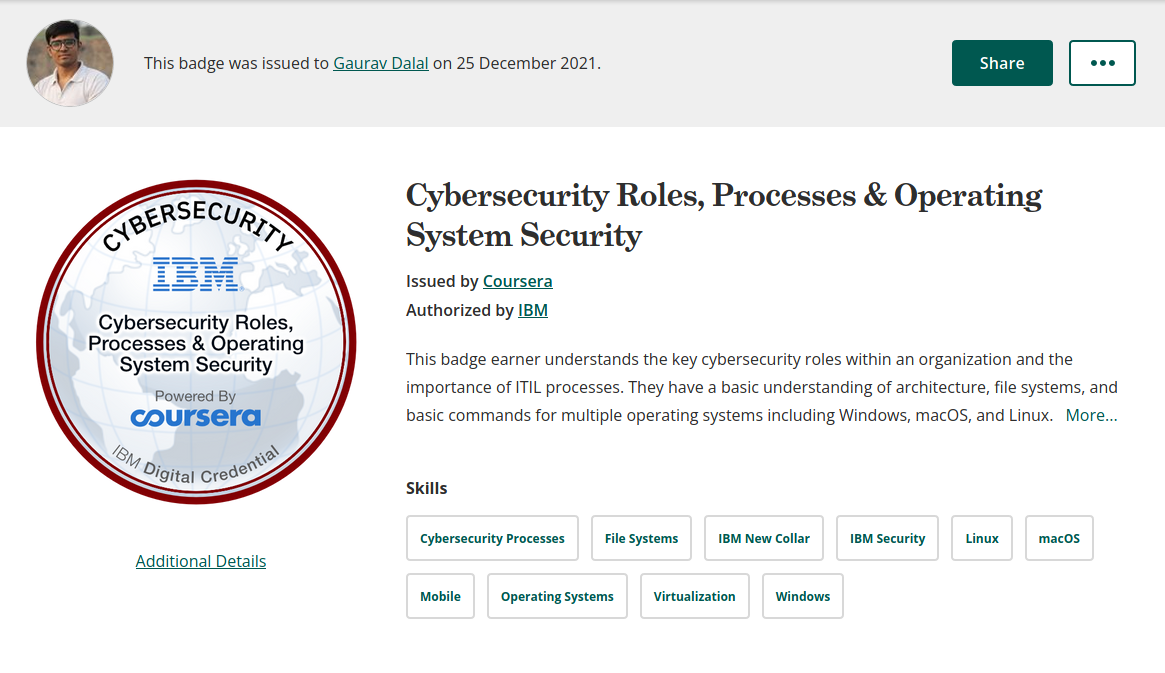 This badge was issued to Gaurav Dalal on 25 December 2021.
Share
CYBERSECURITY
IBM
Cybersecurity Roles,
Processes & Operating
System Security
Powered By
coursera
IBM Digital Credential
Additional Details
Cybersecurity Roles, Processes & Operating
System Security
Issued by Coursera
Authorized by IBM
This badge earner understands the key cybersecurity roles within an organization and the
importance of ITIL processes. They have a basic understanding of architecture, file systems, and
basic commands for multiple operating systems including Windows, macOS, and Linux. More...
Skills
Cybersecurity Processes File Systems IBM New Collar IBM Security Linux macOS
Mobile Operating Systems Virtualization Windows